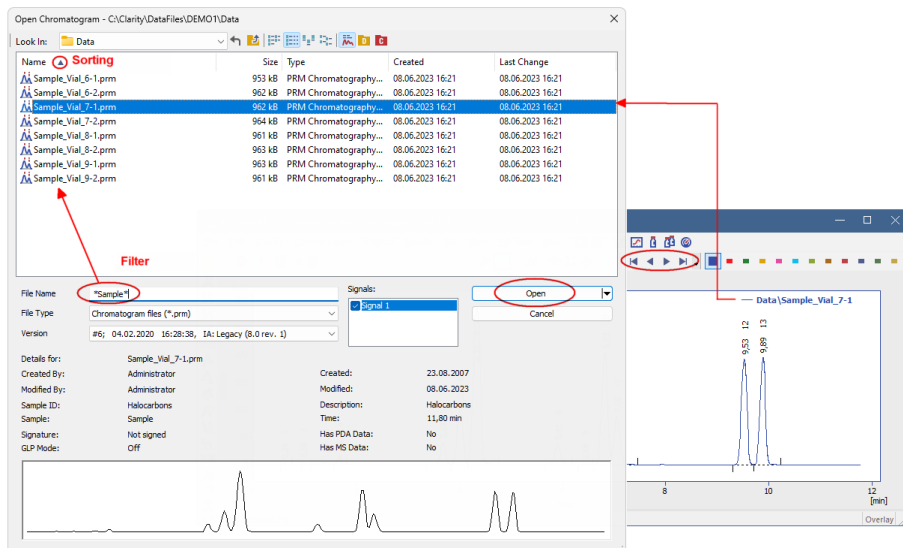 Open Chromatogram - C:\Clarity\DataFiles\DEMO1\Data
Look In: Data
Name Sorting Size Type Created Last Change
Sample_Vial_6-1.prm 953 kB PRM Chromatography... 08.06.2023 16:21 08.06.2023 16:21
Sample_Vial_6-2.prm 962 kB PRM Chromatography... 08.06.2023 16:21 08.06.2023 16:21
Sample_Vial_7-1.prm 962 kB PRM Chromatography... 08.06.2023 16:21 08.06.2023 16:21
Sample_Vial_7-2.prm 964 kB PRM Chromatography... 08.06.2023 16:21 08.06.2023 16:21
Sample_Vial_8-1.prm 961 kB PRM Chromatography... 08.06.2023 16:21 08.06.2023 16:21
Sample_Vial_8-2.prm 963 kB PRM Chromatography... 08.06.2023 16:21 08.06.2023 16:21
Sample_Vial_9-1.prm 963 kB PRM Chromatography... 08.06.2023 16:21 08.06.2023 16:21
Sample_Vial_9-2.prm 961 kB PRM Chromatography... 08.06.2023 16:21 08.06.2023 16:21
Filter
File Name *Sample* Signals: Open
File Type Chromatogram files (*.prm) Signal 1 Cancel
Version #6; 04.02.2020 16:28:38, IA: Legacy (8.0 rev. 1)
Details for: Sample_Vial_7-1.prm
Created By: Administrator Created: 23.08.2007
Modified By: Administrator Modified: 08.06.2023
Sample ID: Halocarbons Description: Halocarbons
Sample: Sample Time: 11,80 min
Signature: Not signed Has PDA Data: No
GLP Mode: Off Has MS Data: No
Data\Sample_Vial_7-1
9,53 12
9,89 13
8 10 12
[min]
Overlay